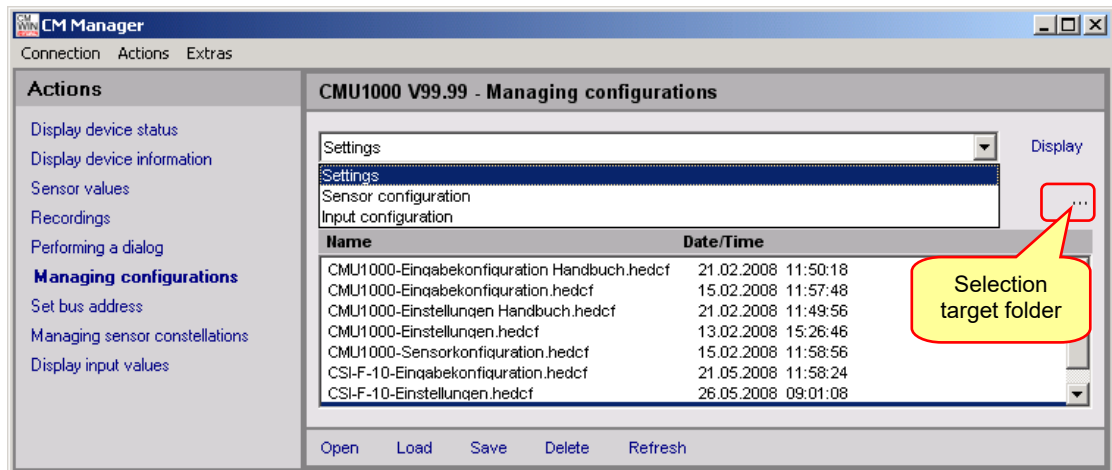 CM Manager
Connection Actions Extras
Actions
Display device status
Display device information
Sensor values
Recordings
Performing a dialog
Managing configurations
Set bus address
Managing sensor constellations
Display input values
CMU1000 V99.99 - Managing configurations
Settings
Display
Settings
Sensor configuration
Input configuration
...
Name Date/Time
CMU1000-Eingabekonfiguration Handbuch.hedcf 21.02.2008 11:50:18
CMU1000-Eingabekonfiguration.hedcf 15.02.2008 11:57:48
CMU1000-Einstellungen Handbuch.hedcf 21.02.2008 11:49:56
CMU1000-Einstellungen.hedcf 13.02.2008 15:26:46
CMU1000-Sensorkonfiguration.hedcf 15.02.2008 11:58:56
CSI-F-10-Eingabekonfiguration.hedcf 21.05.2008 11:58:24
CSI-F-10-Einstellungen.hedcf 26.05.2008 09:01:08
Selection
target folder
Open Load Save Delete Refresh